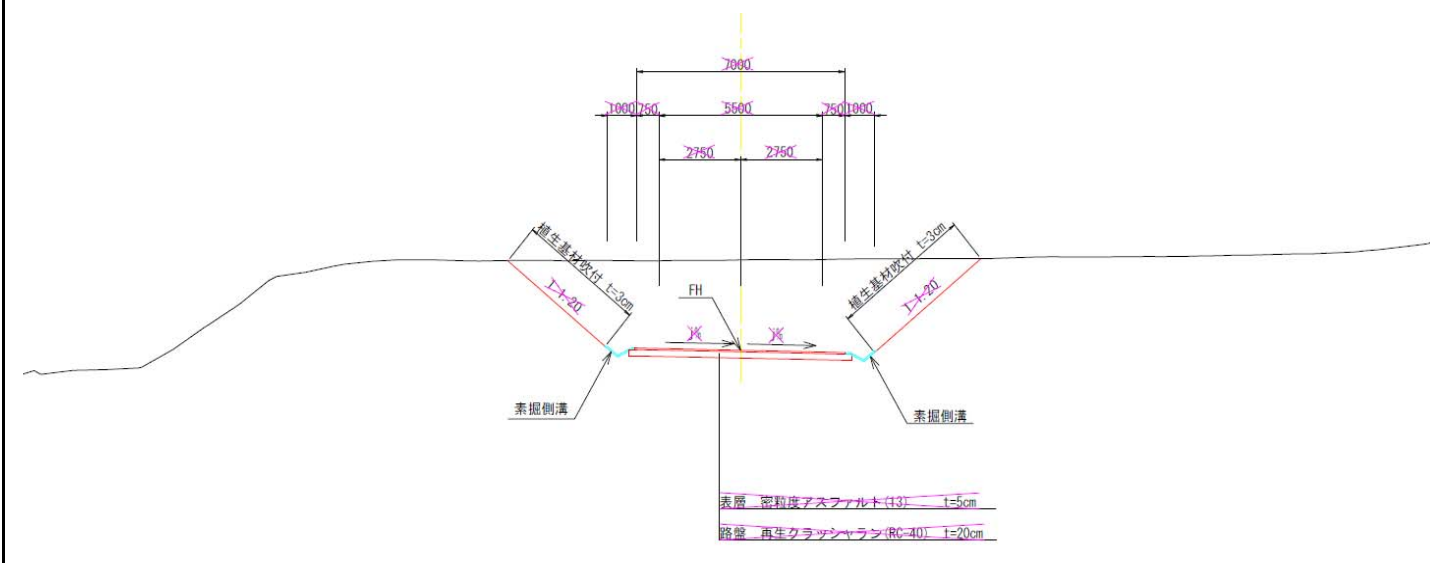 7000
1000 750 5500 750 1000
2750 2750
植生基材吹付 t=3cm
植生基材吹付 t=3cm
1:1.20
1:1.20
FH
素掘側溝
素掘側溝
表層 密粒度アスファルト(13) t=5cm
路盤 再生クラッシャラン(RC-40) t=20cm